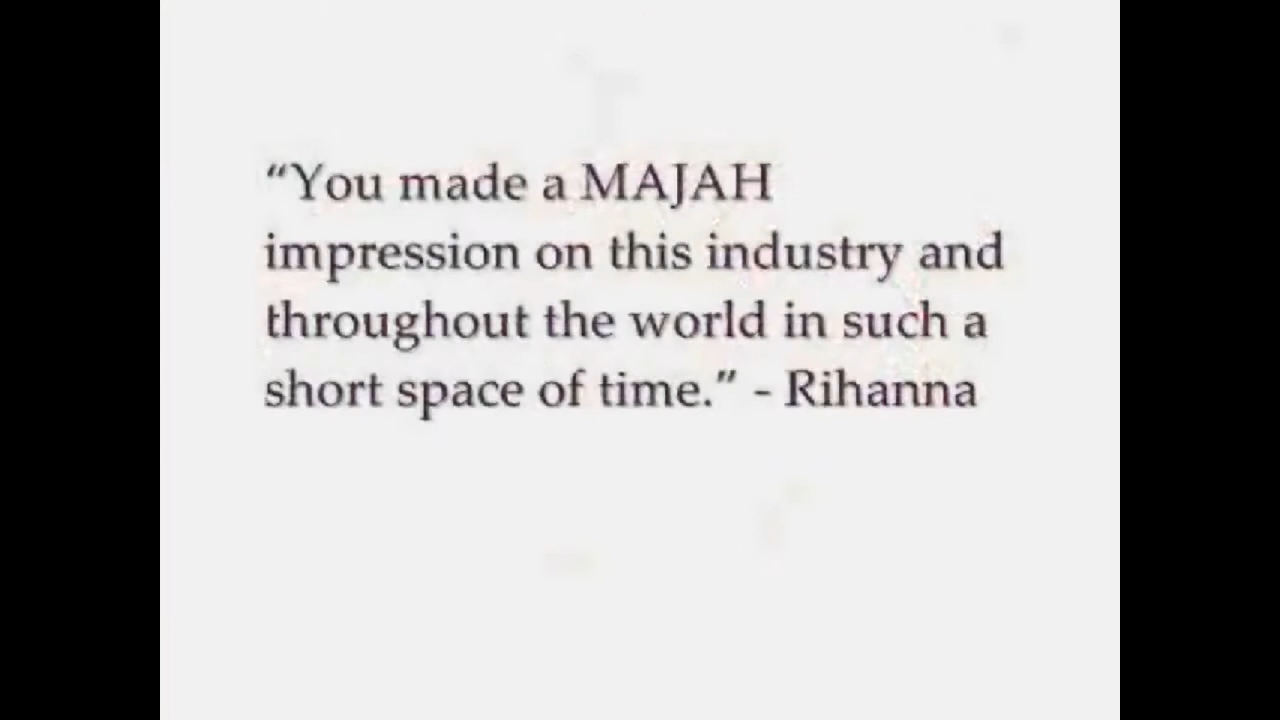 “You made a MAJAH
impression on this industry and
throughout the world in such a
short space of time.” - Rihanna